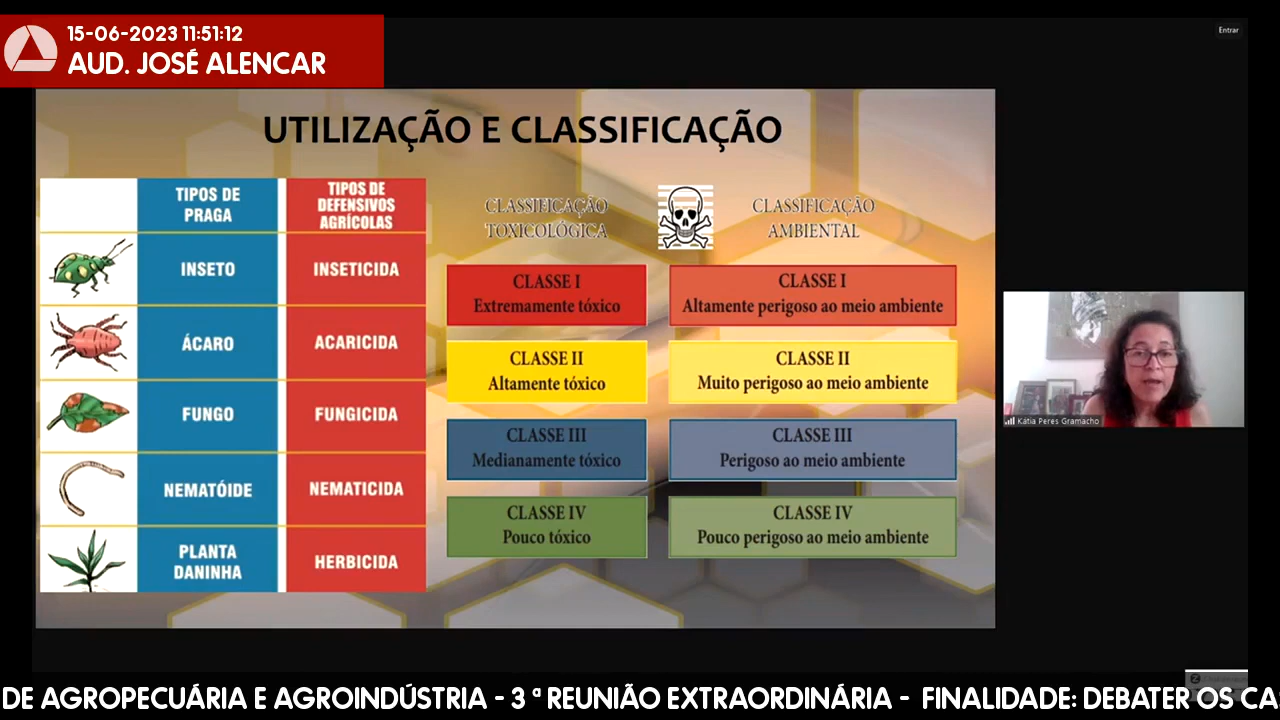 15-06-2023 11:51:12
AUD. JOSÉ ALENCAR
Entrar
UTILIZAÇÃO E CLASSIFICAÇÃO
TIPOS DE
PRAGA
TIPOS DE
DEFENSIVOS
AGRÍCOLAS
INSETO
INSETICIDA
ÁCARO
ACARICIDA
FUNGO
FUNGICIDA
NEMATÓIDE
NEMATICIDA
PLANTA
DANINHA
HERBICIDA
CLASSIFICAÇÃO
TOXICOLÓGICA
CLASSE I
Extremamente tóxico
CLASSE II
Altamente tóxico
CLASSE III
Medianamente tóxico
CLASSE IV
Pouco tóxico
CLASSIFICAÇÃO
AMBIENTAL
CLASSE I
Altamente perigoso ao meio ambiente
CLASSE II
Muito perigoso ao meio ambiente
CLASSE III
Perigoso ao meio ambiente
CLASSE IV
Pouco perigoso ao meio ambiente
Kátia Peres Gramacho
DE AGROPECUÁRIA E AGROINDÚSTRIA - 3 ª REUNIÃO EXTRAORDINÁRIA - FINALIDADE: DEBATER OS CA